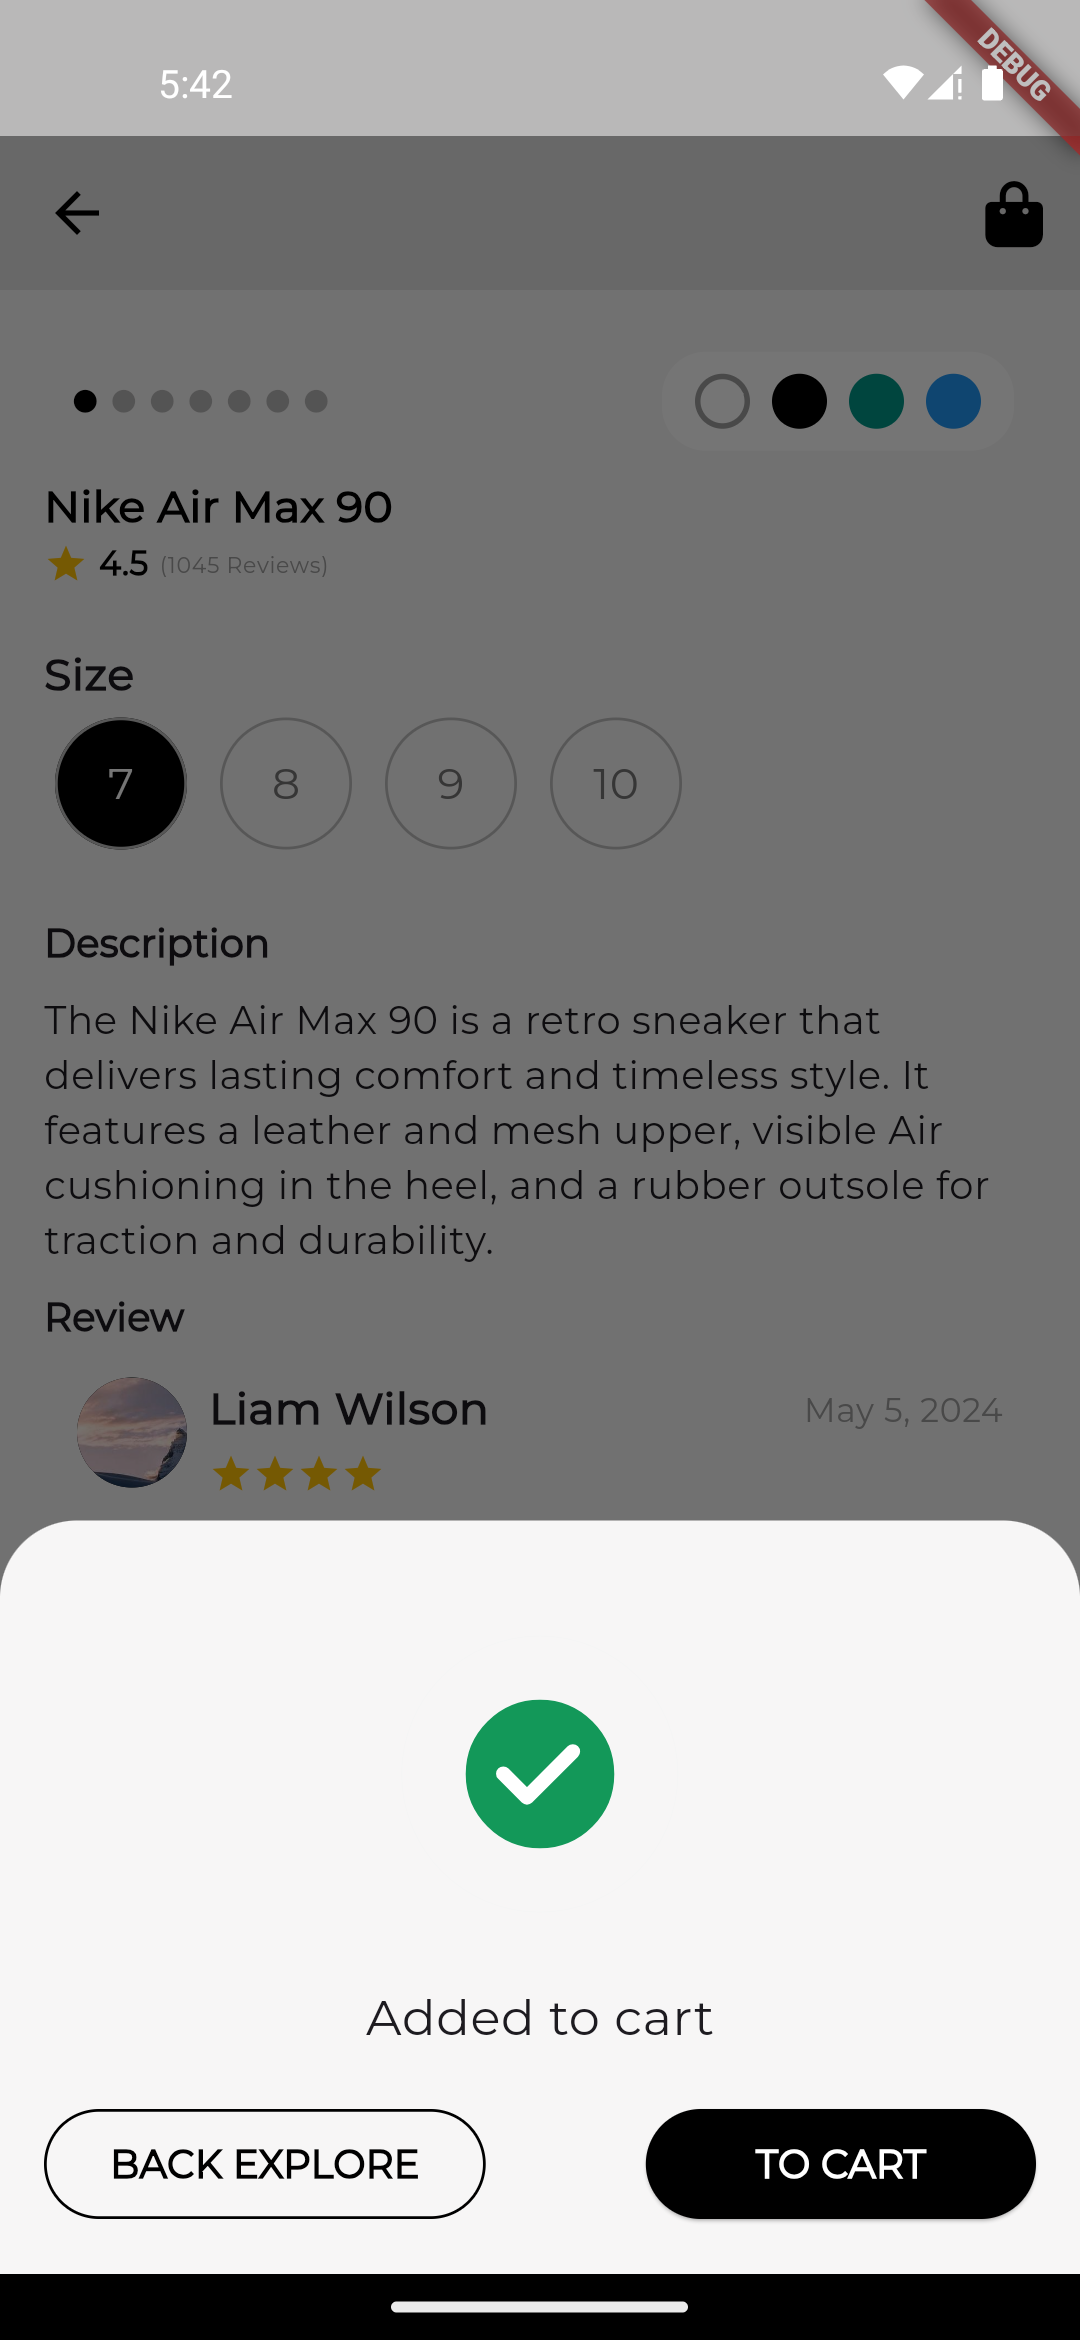 5:42
DEBUG
Nike Air Max 90
4.5 (1045 Reviews)
Size
7 8 9 10
Description
The Nike Air Max 90 is a retro sneaker that
delivers lasting comfort and timeless style. It
features a leather and mesh upper, visible Air
cushioning in the heel, and a rubber outsole for
traction and durability.
Review
Liam Wilson May 5, 2024
Added to cart
BACK EXPLORE TO CART